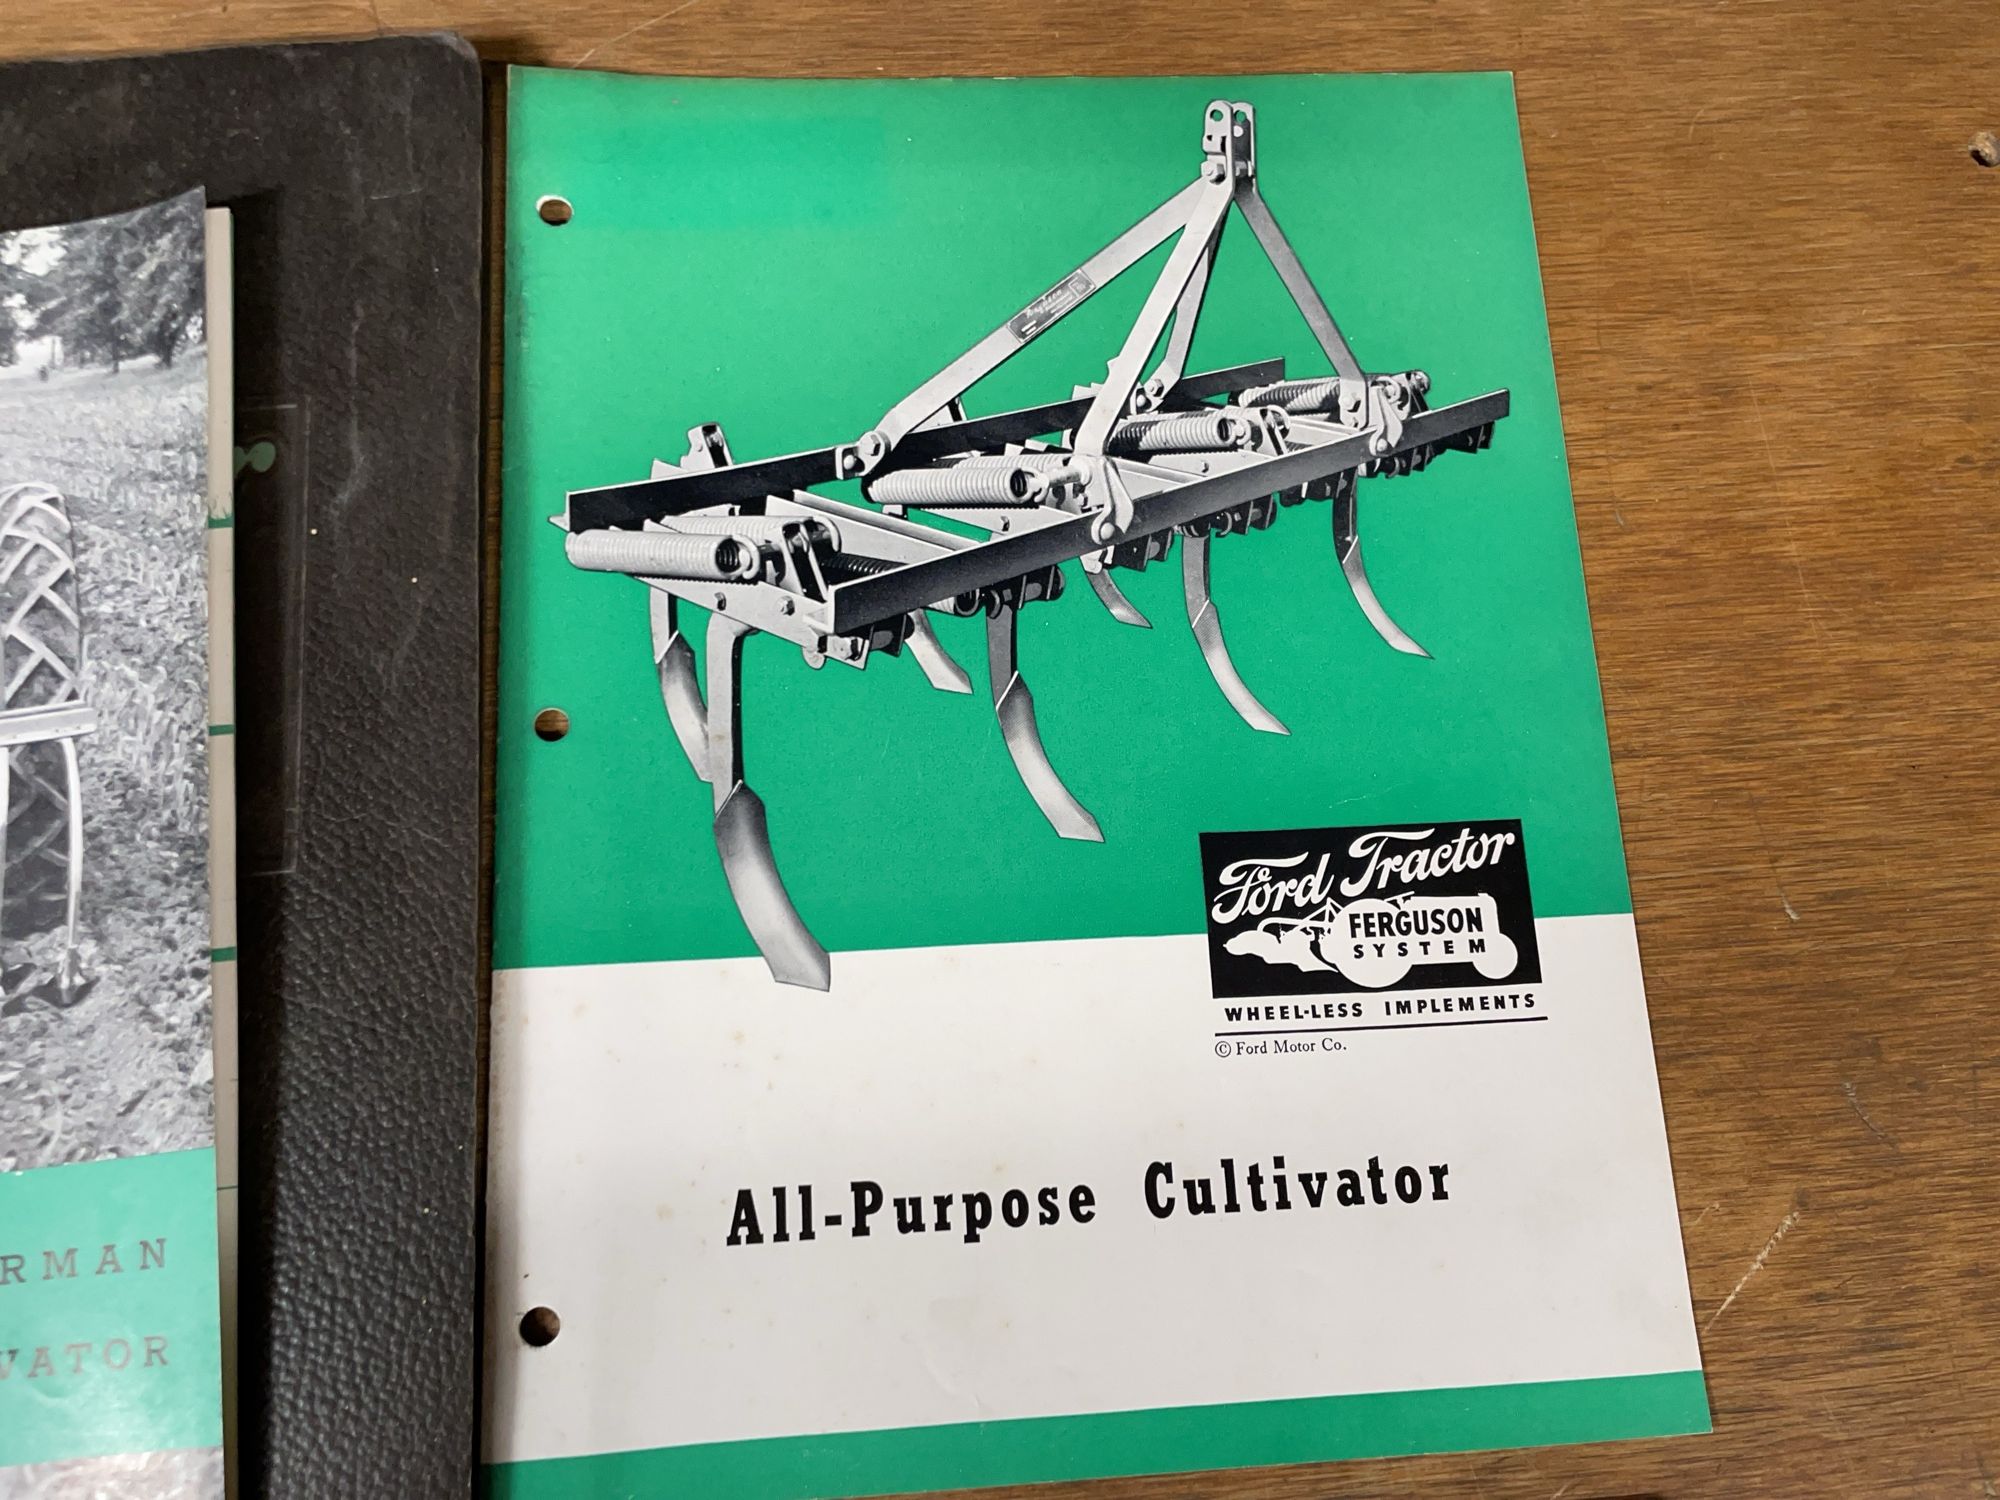 Ford Tractor
FERGUSON
SYSTEM
WHEEL-LESS IMPLEMENTS
© Ford Motor Co.
All-Purpose Cultivator
RMAN
VATOR